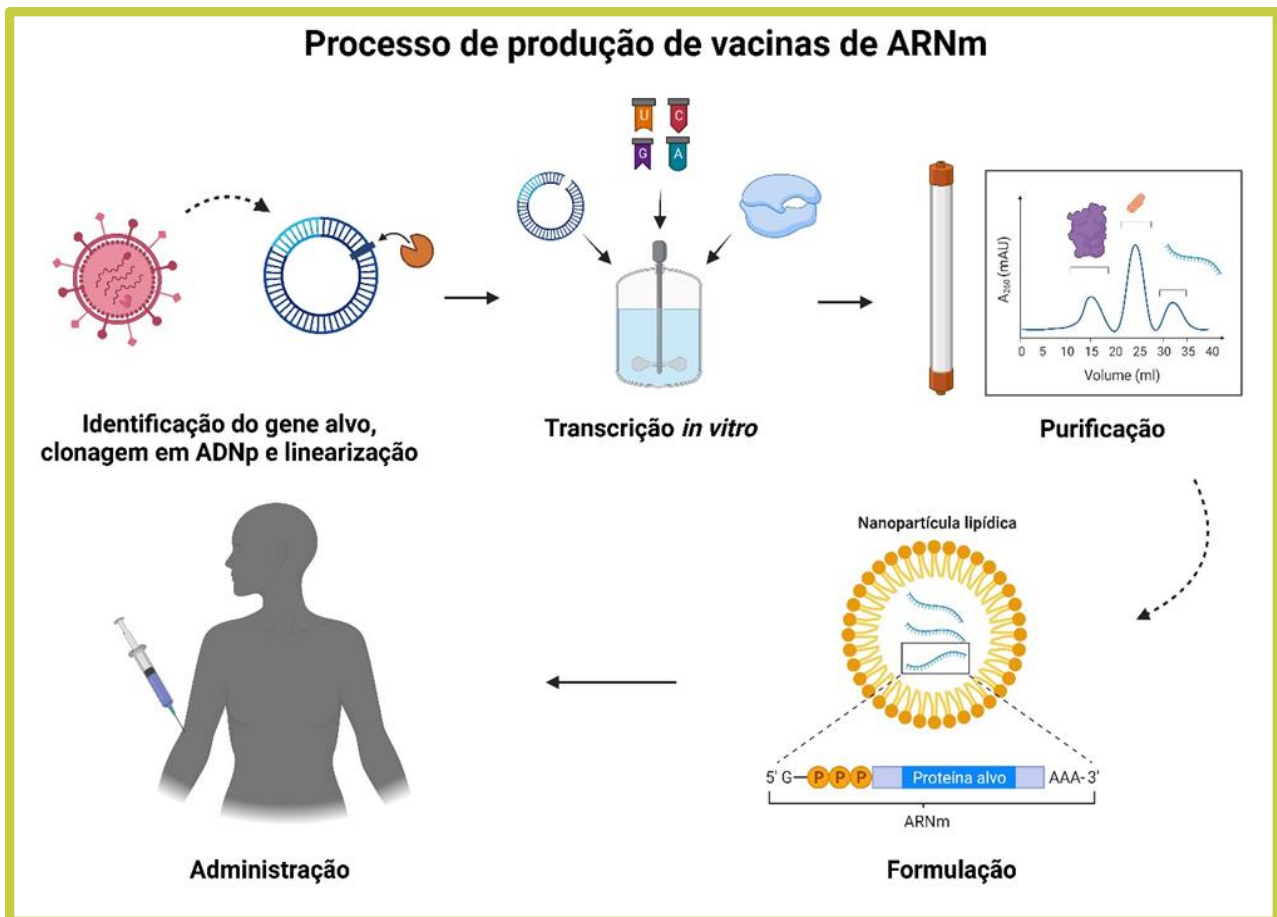 Processo de produção de vacinas de ARNm
U
C
G
A
Identificação do gene alvo,
clonagem em ADNp e linearização
Transcrição in vitro
A260 (mAU)
0 5 10 15 20 25 30 35 40
Volume (ml)
Purificação
Nanopartícula lipídica
5' G P P P Proteína alvo AAA-3'
ARNm
Administração
Formulação